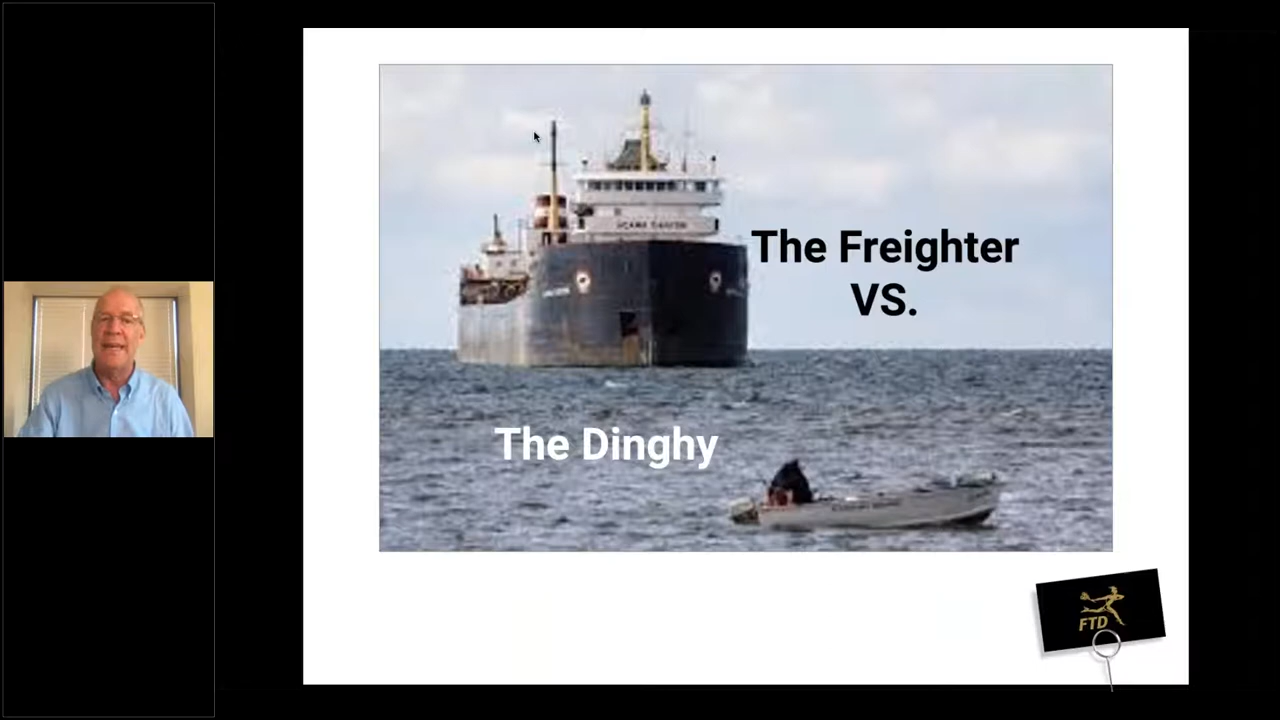 The Freighter
VS.
The Dinghy
FTD